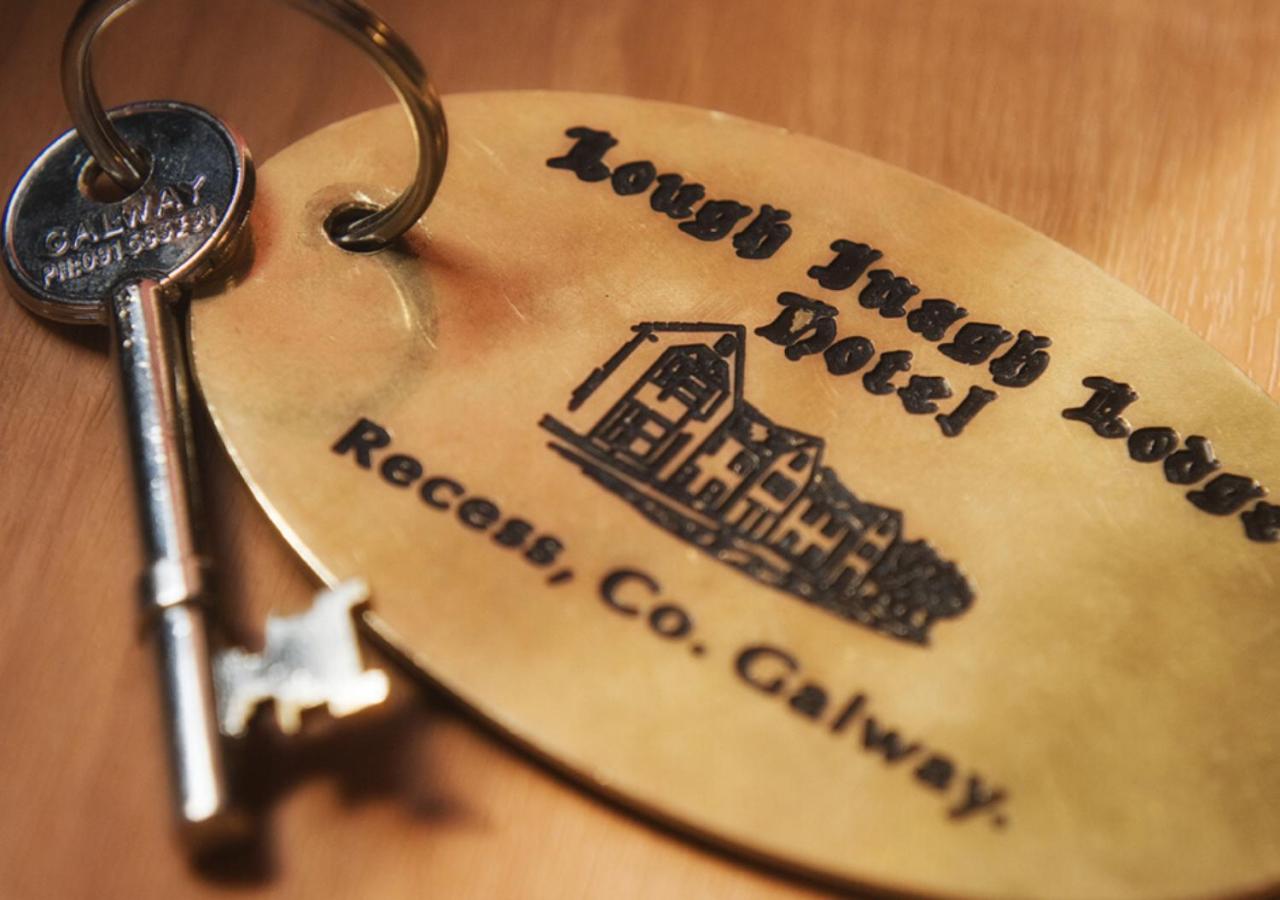 GALWAY
Lough Inagh Lodge
Hotel
Recess, Co. Galway.